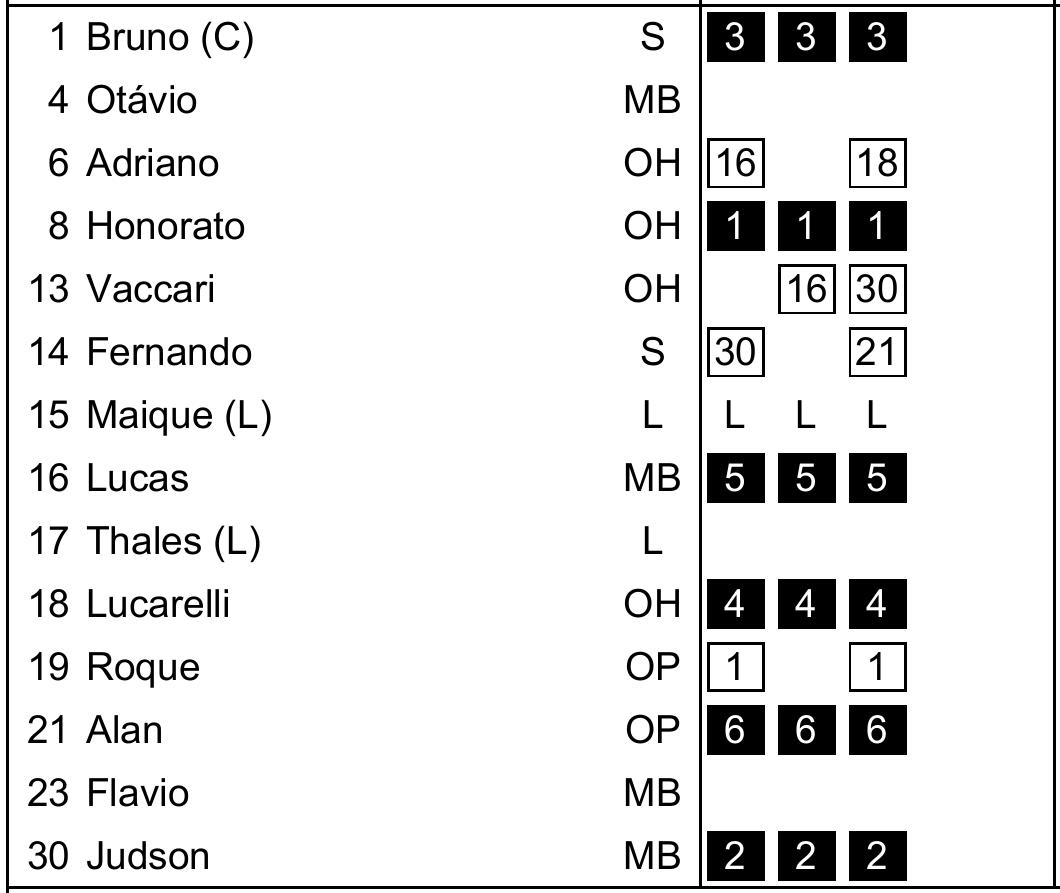 1 Bruno (C) S 3 3 3
4 Otávio MB
6 Adriano OH 16 18
8 Honorato OH 1 1 1
13 Vaccari OH 16 30
14 Fernando S 30 21
15 Maique (L) L L L L
16 Lucas MB 5 5 5
17 Thales (L) L
18 Lucarelli OH 4 4 4
19 Roque OP 1 1
21 Alan OP 6 6 6
23 Flavio MB
30 Judson MB 2 2 2